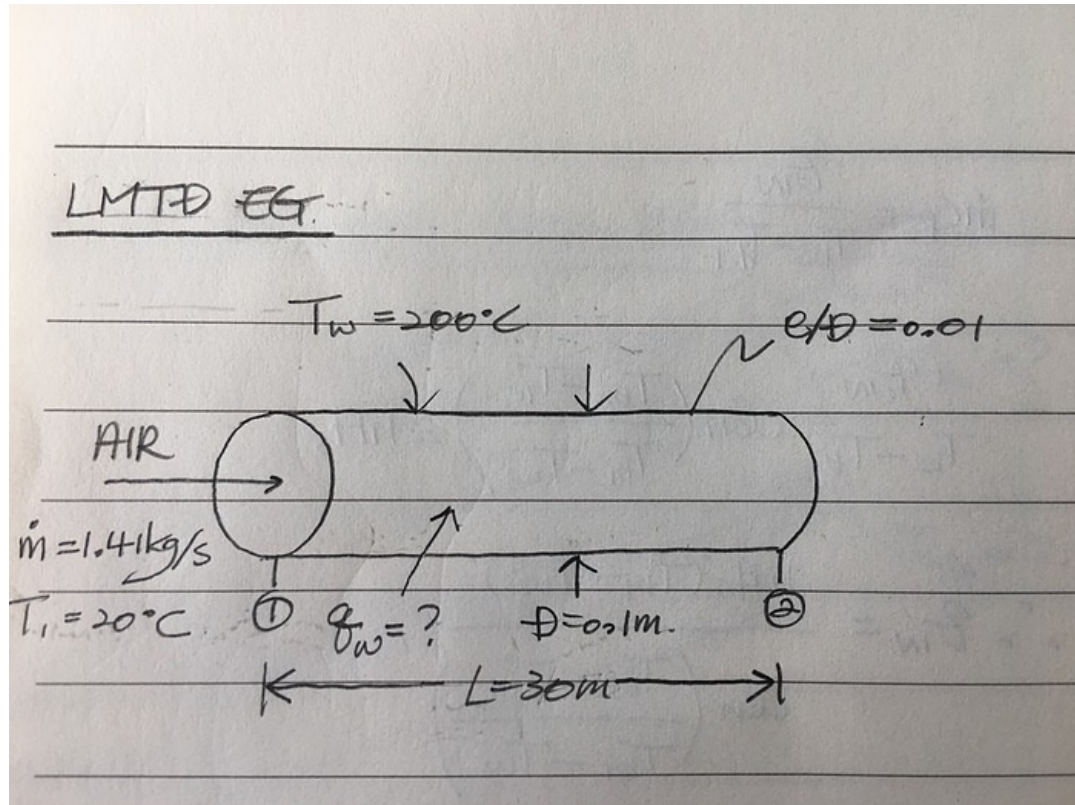 LMTD EG.
Tw = 200°C
e/D = 0.01
AIR
ṁ = 1.41kg/s
T₁ = 20°C
①
qw = ?
D = 0.1m.
②
L = 30m